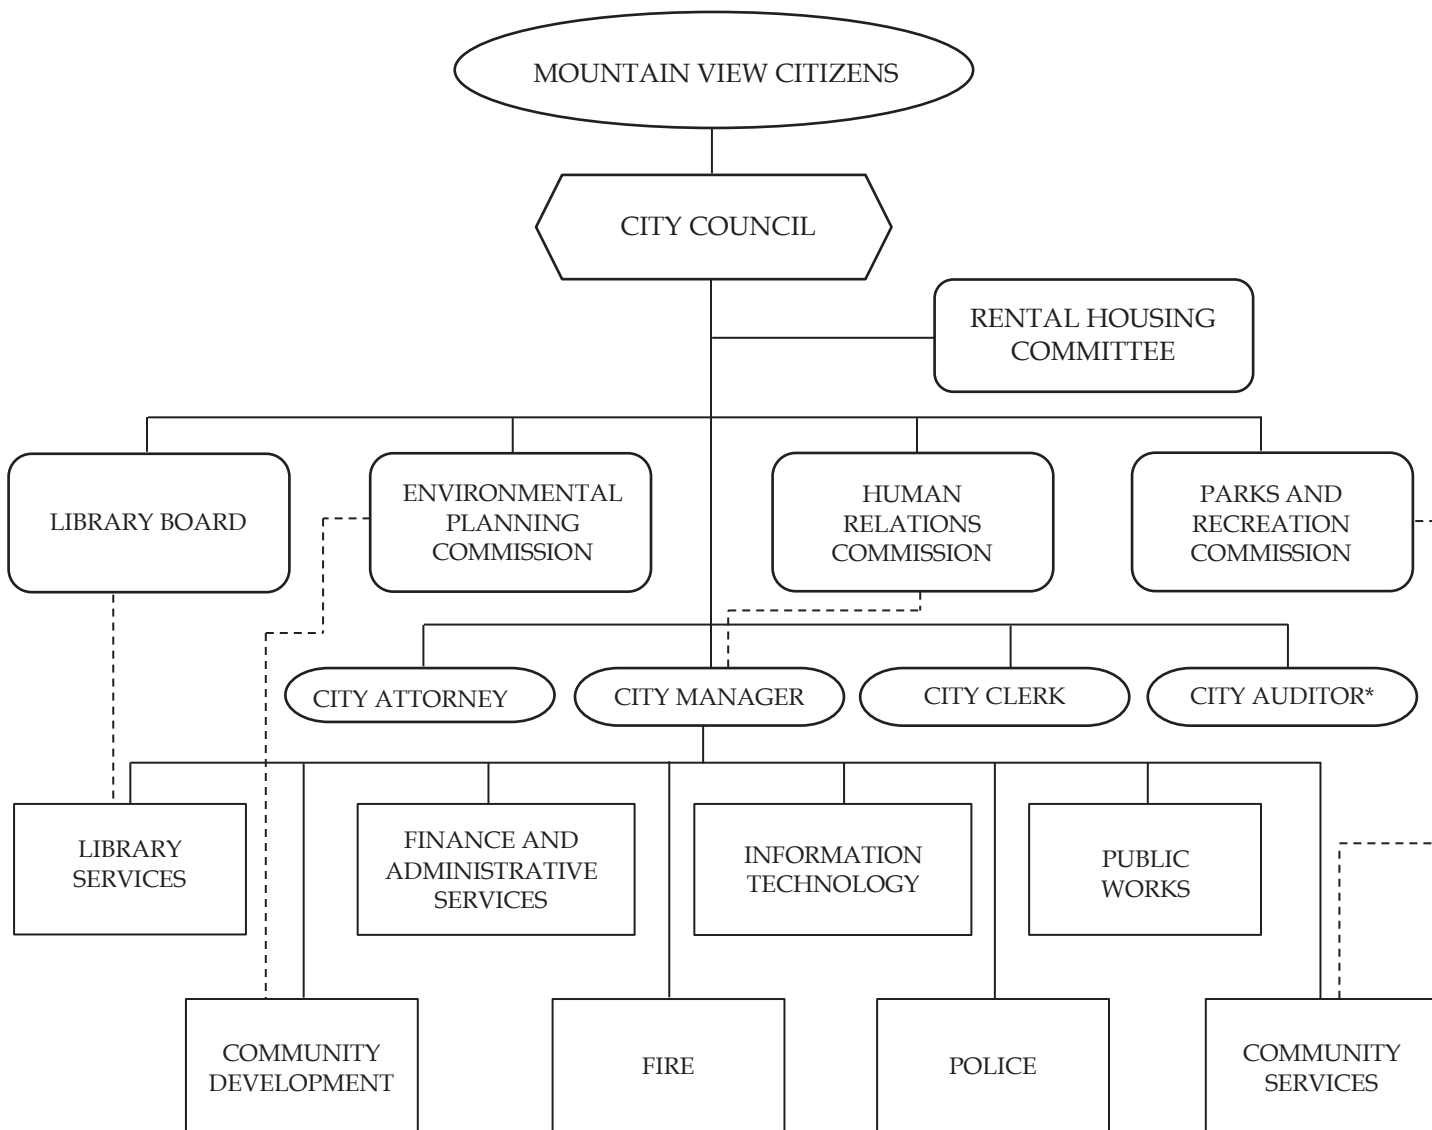 MOUNTAIN VIEW CITIZENS
CITY COUNCIL
RENTAL HOUSING
COMMITTEE
LIBRARY BOARD
ENVIRONMENTAL
PLANNING
COMMISSION
HUMAN
RELATIONS
COMMISSION
PARKS AND
RECREATION
COMMISSION
CITY ATTORNEY
CITY MANAGER
CITY CLERK
CITY AUDITOR*
LIBRARY
SERVICES
FINANCE AND
ADMINISTRATIVE
SERVICES
INFORMATION
TECHNOLOGY
PUBLIC
WORKS
COMMUNITY
DEVELOPMENT
FIRE
POLICE
COMMUNITY
SERVICES